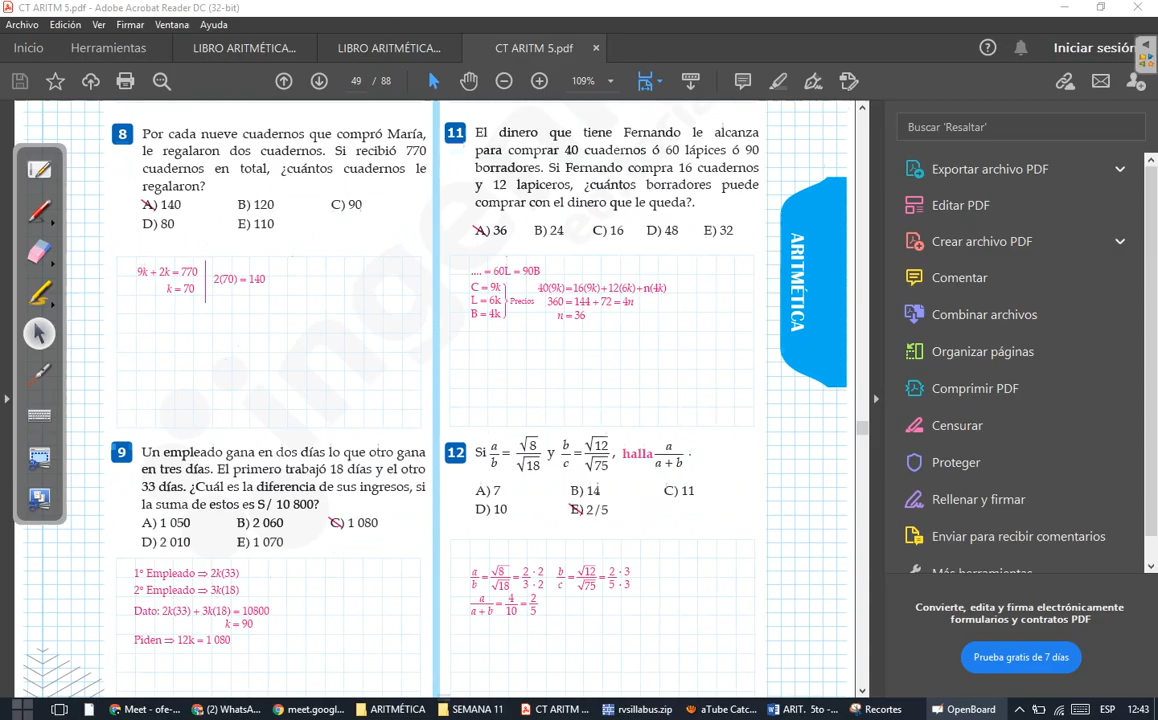 CT ARITM 5.pdf - Adobe Acrobat Reader DC (32-bit)
Archivo Edición Ver Firmar Ventana Ayuda
Inicio Herramientas LIBRO ARITMÉTICA... LIBRO ARITMÉTICA... CT ARITM 5.pdf × Iniciar sesión
49 / 88 109%
8 Por cada nueve cuadernos que compró María,
le regalaron dos cuadernos. Si recibió 770
cuadernos en total, ¿cuántos cuadernos le
regalaron?
A) 140 B) 120 C) 90
D) 80 E) 110
9k + 2k = 770
k = 70
2(70) = 140
9 Un empleado gana en dos días lo que otro gana
en tres días. El primero trabajó 18 días y el otro
33 días. ¿Cuál es la diferencia de sus ingresos, si
la suma de estos es S/ 10 800?
A) 1 050 B) 2 060 C) 1 080
D) 2 010 E) 1 070
1° Empleado ⇒ 2k(33)
2° Empleado ⇒ 3k(18)
Dato: 2k(33) + 3k(18) = 10800
k = 90
Piden ⇒ 12k = 1 080
11 El dinero que tiene Fernando le alcanza
para comprar 40 cuadernos ó 60 lápices ó 90
borradores. Si Fernando compra 16 cuadernos
y 12 lapiceros, ¿cuántos borradores puede
comprar con el dinero que le queda?.
A) 36 B) 24 C) 16 D) 48 E) 32
.... = 60L = 90B
C = 9k
L = 6k
B = 4k
Precios
40(9k) = 16(9k) + 12(6k) + n(4k)
360 = 144 + 72 = 4n
n = 36
12 Si a/b = √8/√18 y b/c = √12/√75, halla a/(a + b) .
A) 7 B) 14 C) 11
D) 10 E) 2/5
a/b = √8/√18 = 2 · 2/3 · 2 b/c = √12/√75 = 2 · 3/5 · 3
a/(a + b) = 4/10 = 2/5
ARITMÉTICA
Buscar 'Resaltar'
Exportar archivo PDF
Editar PDF
Crear archivo PDF
Comentar
Combinar archivos
Organizar páginas
Comprimir PDF
Censurar
Proteger
Rellenar y firmar
Enviar para recibir comentarios
Más herramientas
Convierte, edita y firma electrónicamente
formularios y contratos PDF
Prueba gratis de 7 días
Meet - ofe-... (2) WhatsA... meet.googl... ARITMÉTICA SEMANA 11 CT ARITM ... rvsillabus.zip aTube Catc... ARIT. 5to -... Recortes OpenBoard ESP 12:43